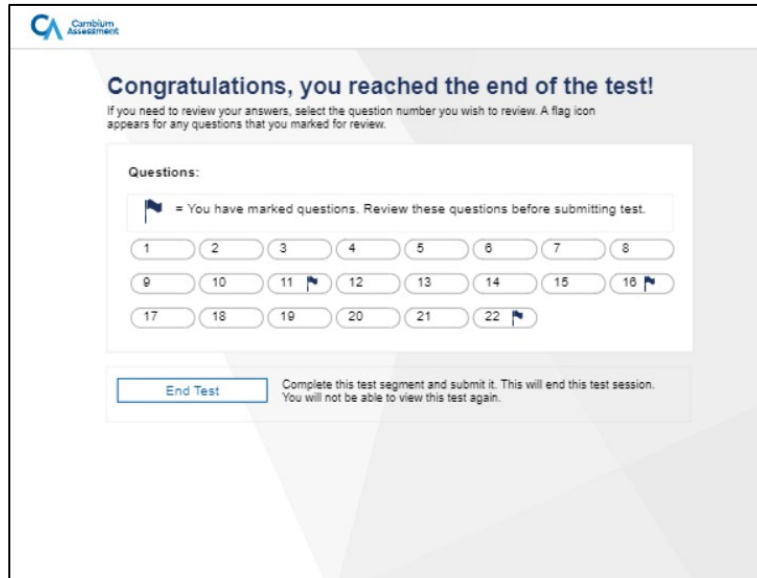 Cambium
Assessment
Congratulations, you reached the end of the test!
If you need to review your answers, select the question number you wish to review. A flag icon
appears for any questions that you marked for review.
Questions:
= You have marked questions. Review these questions before submitting test.
1 2 3 4 5 6 7 8
9 10 11 12 13 14 15 16
17 18 19 20 21 22
End Test
Complete this test segment and submit it. This will end this test session.
You will not be able to view this test again.